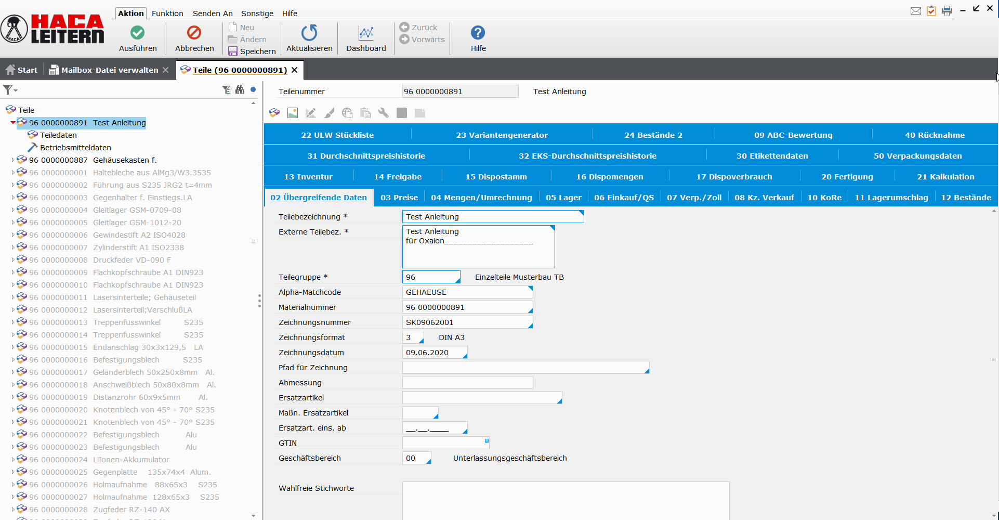 Aktion Funktion Senden An Sonstige Hilfe
HACA
LEITERN
HACA
Ausführen
Abbrechen
Neu
Ändern
Speichern
Aktualisieren
Dashboard
Zurück
Vorwärts
Hilfe
Start
Mailbox-Datei verwalten
Teile (96 0000000891)
Teile
96 0000000891 Test Anleitung
Teiledaten
Betriebsmitteldaten
96 0000000887 Gehäusekasten f.
96 0000000001 Haltebleche aus AlMg3/W3.3535
96 0000000002 Führung aus S235 JRG2 t=4mm
96 0000000003 Gegenhalter f. Einstiegs.LA
96 0000000004 Gleitlager GSM-0709-08
96 0000000005 Gleitlager GSM-1012-20
96 0000000006 Gewindestift A2 ISO4028
96 0000000007 Zylinderstift A1 ISO2338
96 0000000008 Druckfeder VD-090 F
96 0000000009 Flachkopfschraube A1 DIN923
96 0000000010 Flachkopfschraube A1 DIN923
96 0000000011 Lasersinterteile; Gehäuseteil
96 0000000012 Lasersinterteil;VerschlußLA
96 0000000013 Treppenfusswinkel S235
96 0000000014 Treppenfusswinkel S235
96 0000000015 Endanschlag 30x3x129,5 LA
96 0000000016 Befestigungsblech S235
96 0000000017 Geländerblech 50x250x8mm Al.
96 0000000018 Anschweißblech 50x80x8mm Al.
96 0000000019 Distanzrohr 60x9x5mm Al.
96 0000000020 Knotenblech von 45° - 70° S235
96 0000000021 Knotenblech von 45° - 70° S235
96 0000000022 Befestigungsblech Alu
96 0000000023 Befestigungsblech Alu
96 0000000024 LiIonen-Akkumulator
96 0000000025 Gegenplatte 135x74x4 Alum.
96 0000000026 Holmaufnahme 88x65x3 S235
96 0000000027 Holmaufnahme 128x65x3 S235
96 0000000028 Zugfeder RZ-140 AX
Teilenummer 96 0000000891 Test Anleitung
22 ULW Stückliste 23 Variantengenerator 24 Bestände 2 09 ABC-Bewertung 40 Rücknahme
31 Durchschnittspreishistorie 32 EKS-Durchschnittspreishistorie 30 Etikettendaten 50 Verpackungsdaten
13 Inventur 14 Freigabe 15 Dispostamm 16 Dispomengen 17 Dispoverbrauch 20 Fertigung 21 Kalkulation
02 Übergreifende Daten 03 Preise 04 Mengen/Umrechnung 05 Lager 06 Einkauf/QS 07 Verp./Zoll 08 Kz. Verkauf 10 KoRe 11 Lagerumschlag 12 Bestände
Teilebezeichnung * Test Anleitung
Externe Teilebez. * Test Anleitung
für Oxaion___________________
Teilegruppe * 96 Einzelteile Musterbau TB
Alpha-Matchcode GEHAEUSE
Materialnummer 96 0000000891
Zeichnungsnummer SK09062001
Zeichnungsformat 3 DIN A3
Zeichnungsdatum 09.06.2020
Pfad für Zeichnung
Abmessung
Ersatzartikel
Maßn. Ersatzartikel
Ersatzart. eins. ab __.__.____
GTIN
Geschäftsbereich 00 Unterlassungsgeschäftsbereich
Wahlfreie Stichworte